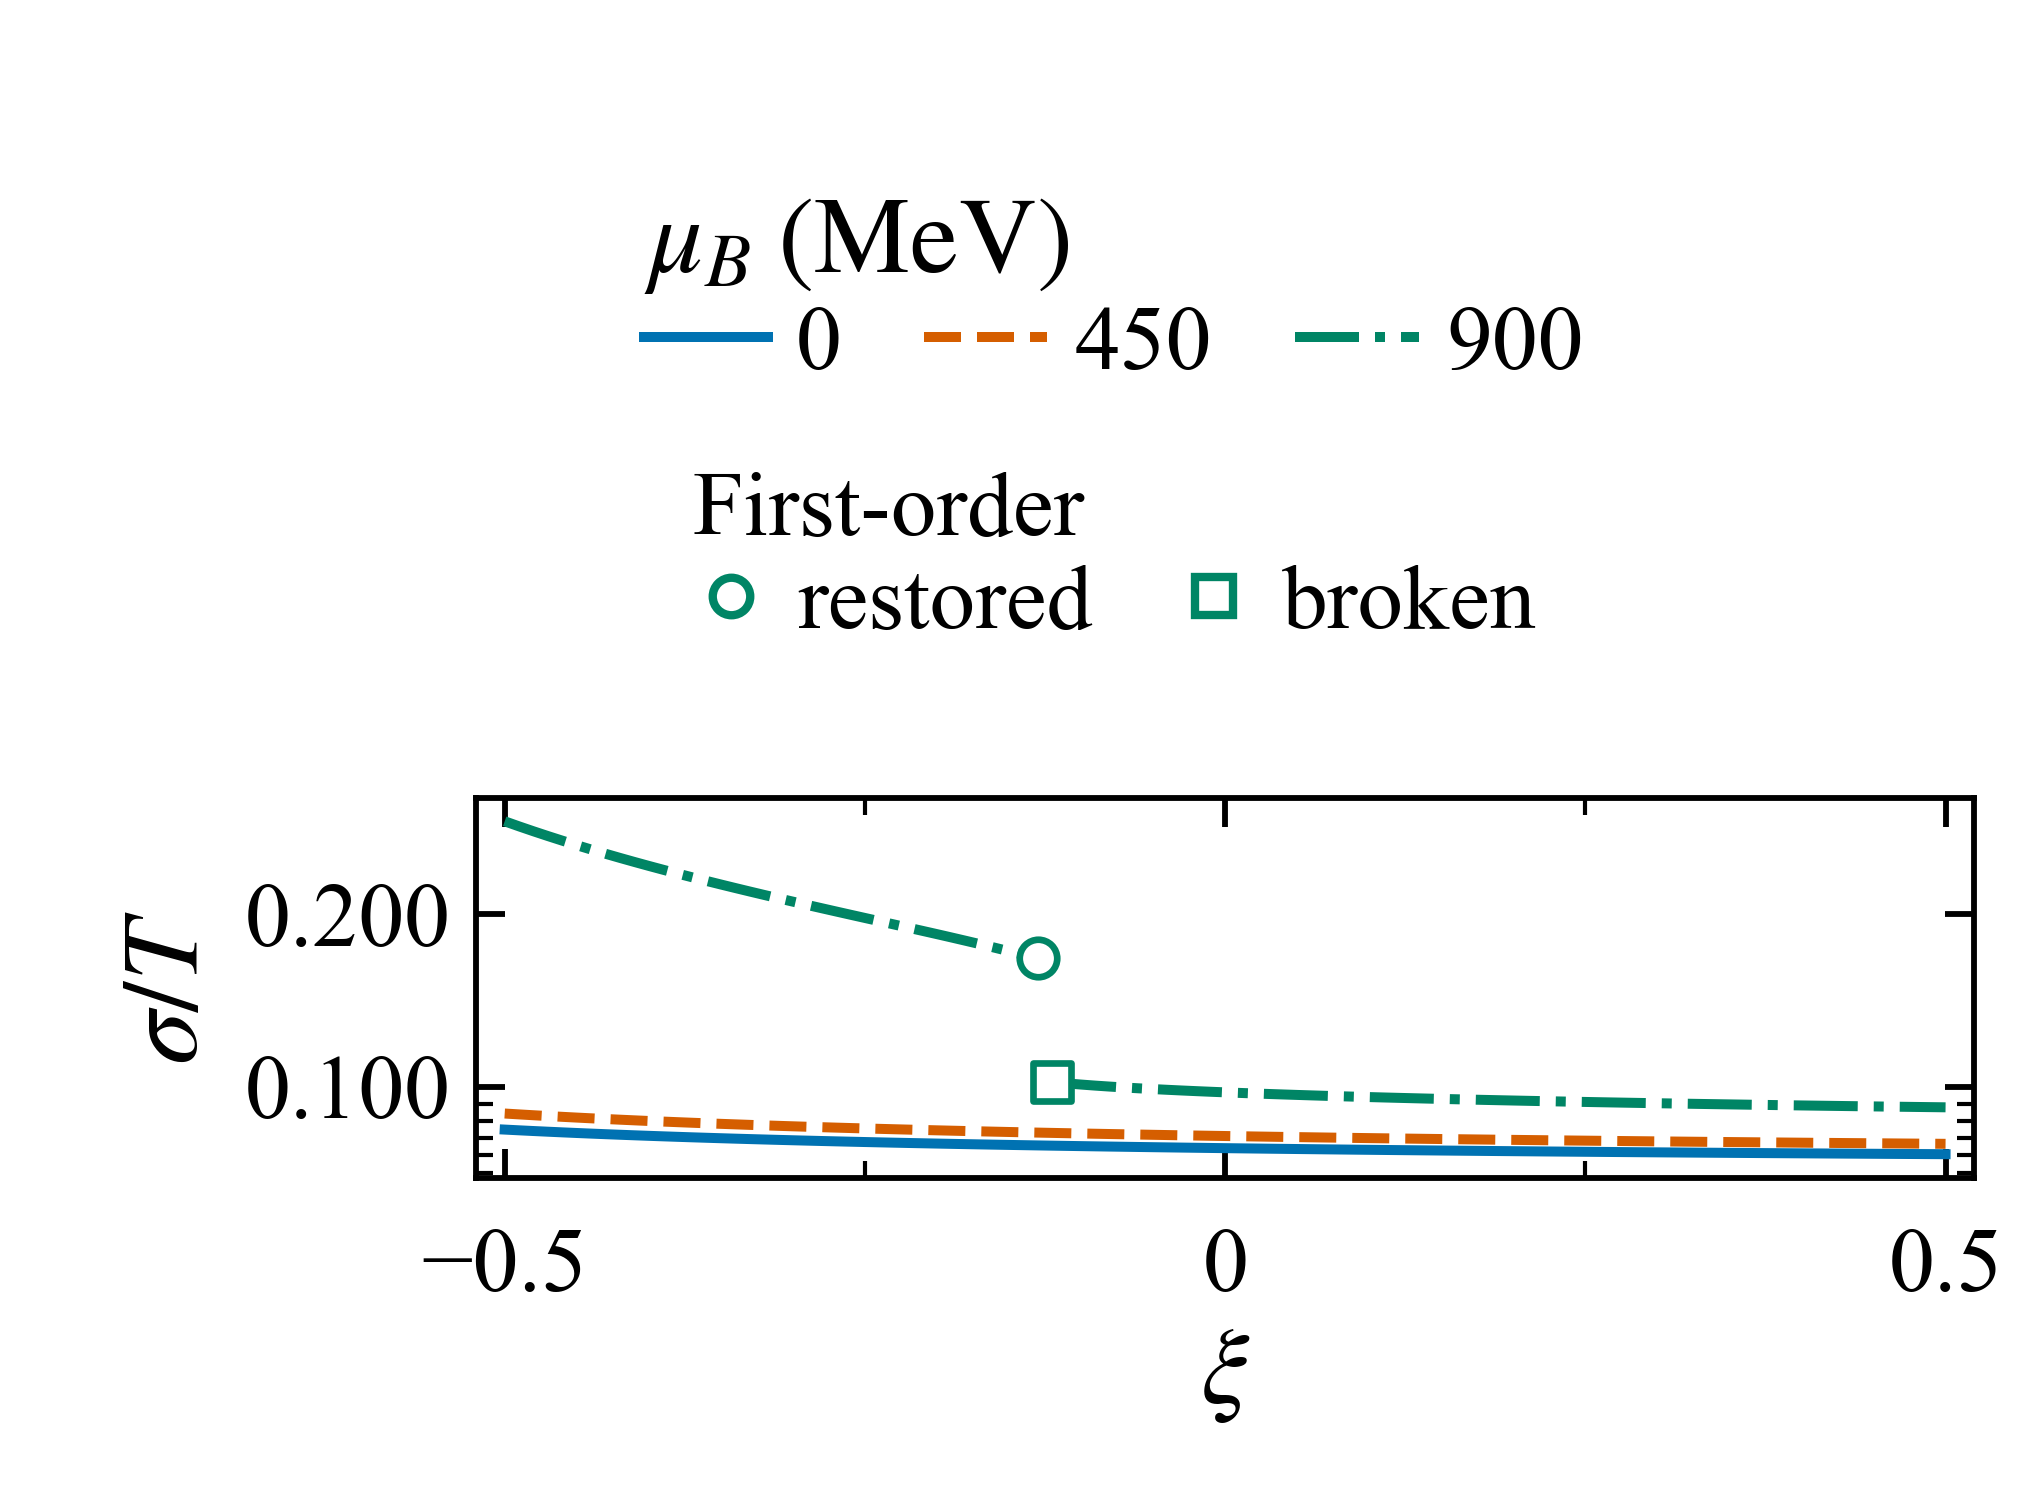 μB (MeV)
0 450 900
First-order
restored broken
σ/T
0.200
0.100
−0.5 0 0.5
ξ